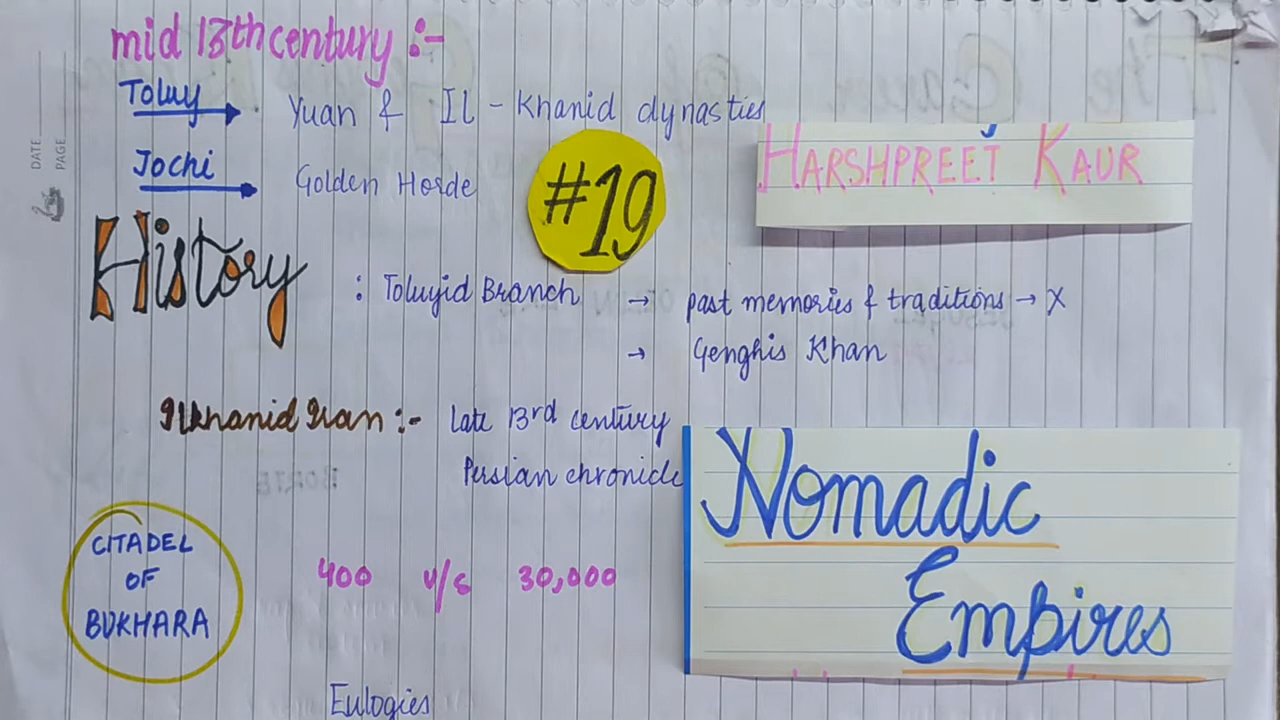 mid 13th century :-
Toluy → Yuan & Il-Khanid dynasties
Jochi → Golden Horde
#19
HARSHPREET KAUR
History
: Toluyid Branch → past memories & traditions → X
→ Genghis Khan
Ilkhanid Iran :- late 13rd century
Persian chronicle
Nomadic
Empires
CITADEL
OF
BUKHARA
400 v/s 30,000
Eulogies
DATE
PAGE